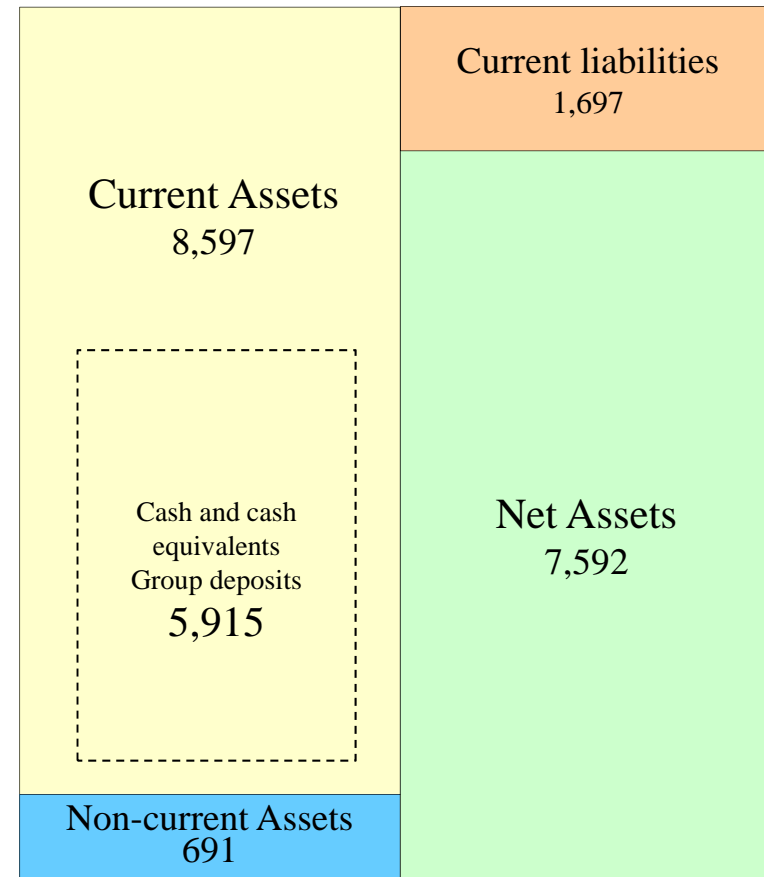 Current Assets
8,597
Cash and cash
equivalents
Group deposits
5,915
Non-current Assets
691
Current liabilities
1,697
Net Assets
7,592